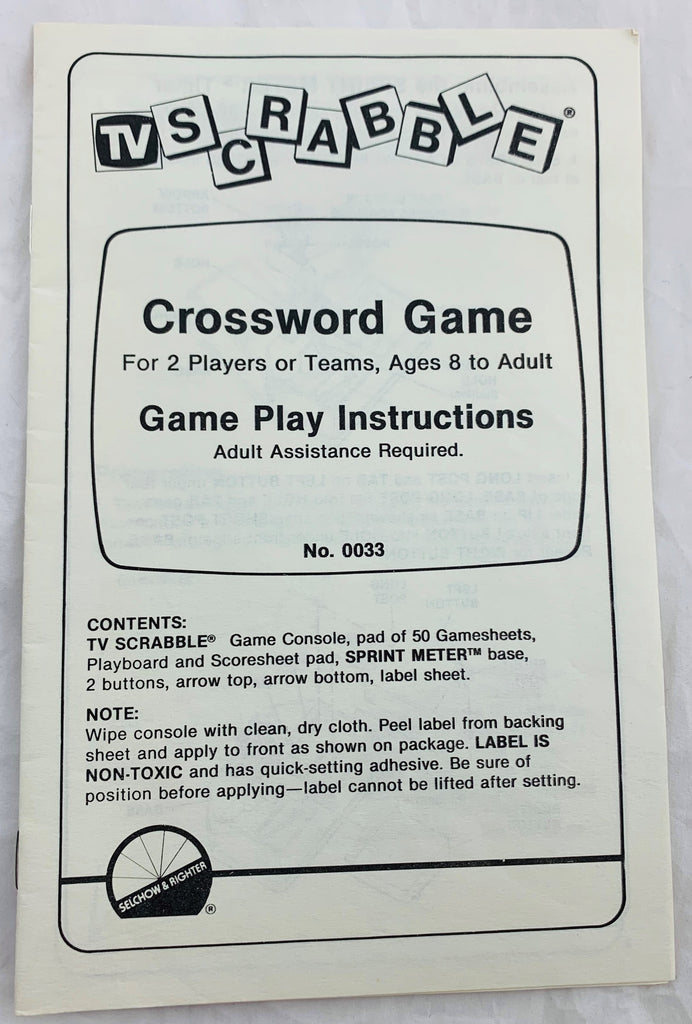 TV SCRABBLE®
Crossword Game
For 2 Players or Teams, Ages 8 to Adult
Game Play Instructions
Adult Assistance Required.
No. 0033
CONTENTS:
TV SCRABBLE® Game Console, pad of 50 Gamesheets,
Playboard and Scoresheet pad, SPRINT METER™ base,
2 buttons, arrow top, arrow bottom, label sheet.
NOTE:
Wipe console with clean, dry cloth. Peel label from backing
sheet and apply to front as shown on package. LABEL IS
NON-TOXIC and has quick-setting adhesive. Be sure of
position before applying—label cannot be lifted after setting.
SELCHOW & RIGHTER
®